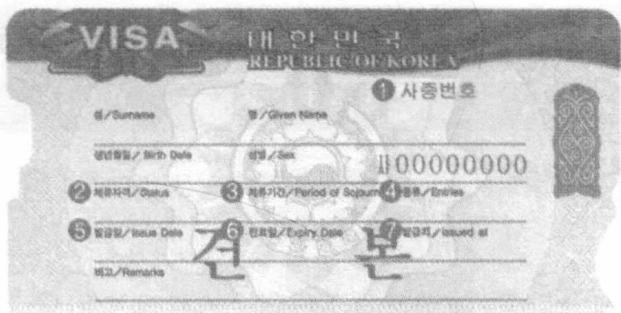 VISA 대한민국
REPUBLIC OF KOREA
❶ 사증번호
성/Surname 명/Given Name
생년월일/Birth Date 성별/Sex 00000000
❷ 체류자격/Status ❸ 체류기간/Period of Sojourn ❹ 종류/Entries
❺ 발급일/Issue Date ❻ 만료일/Expiry Date ❼ 발급지/Issued at
견 본
비고/Remarks